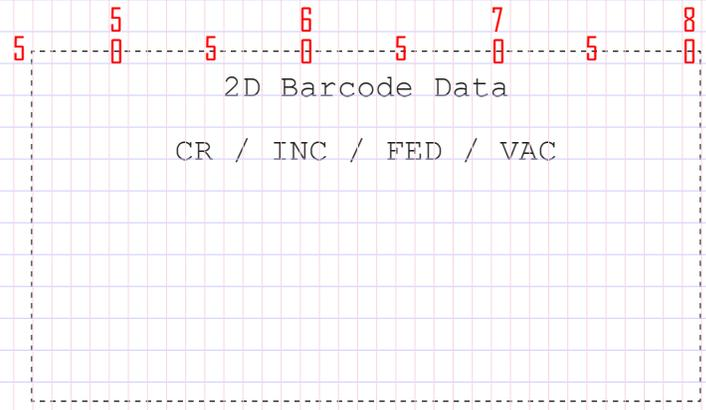 5 6 7 8
5 0 5 0 5 0 5 0
2D Barcode Data
CR / INC / FED / VAC